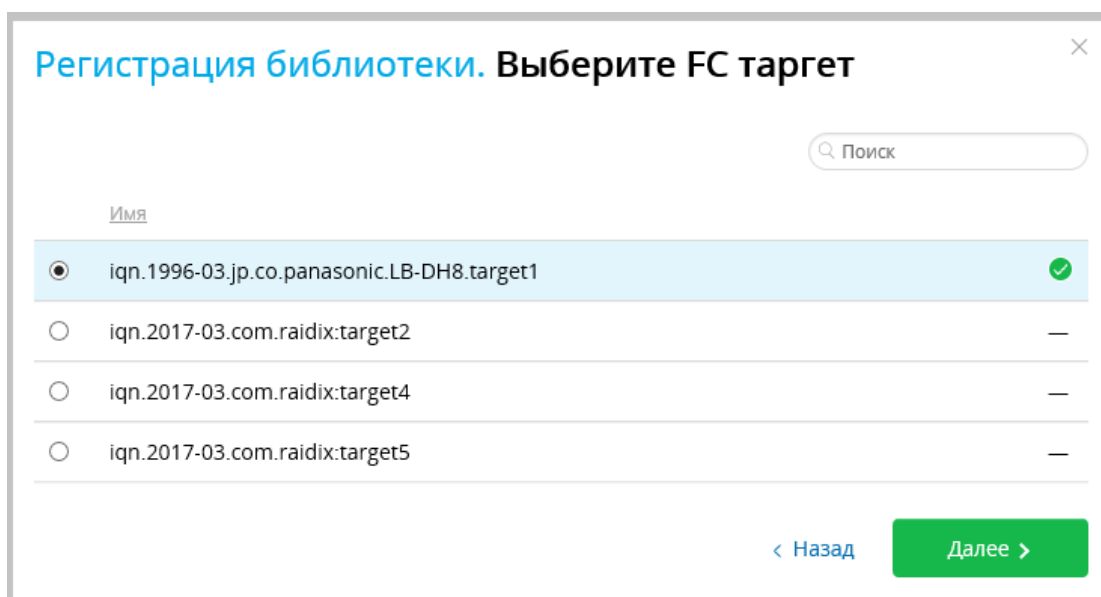 Регистрация библиотеки. Выберите FC таргет
Поиск
Имя
iqn.1996-03.jp.co.panasonic.LB-DH8.target1
iqn.2017-03.com.raidix:target2
—
iqn.2017-03.com.raidix:target4
—
iqn.2017-03.com.raidix:target5
—
< Назад
Далее >